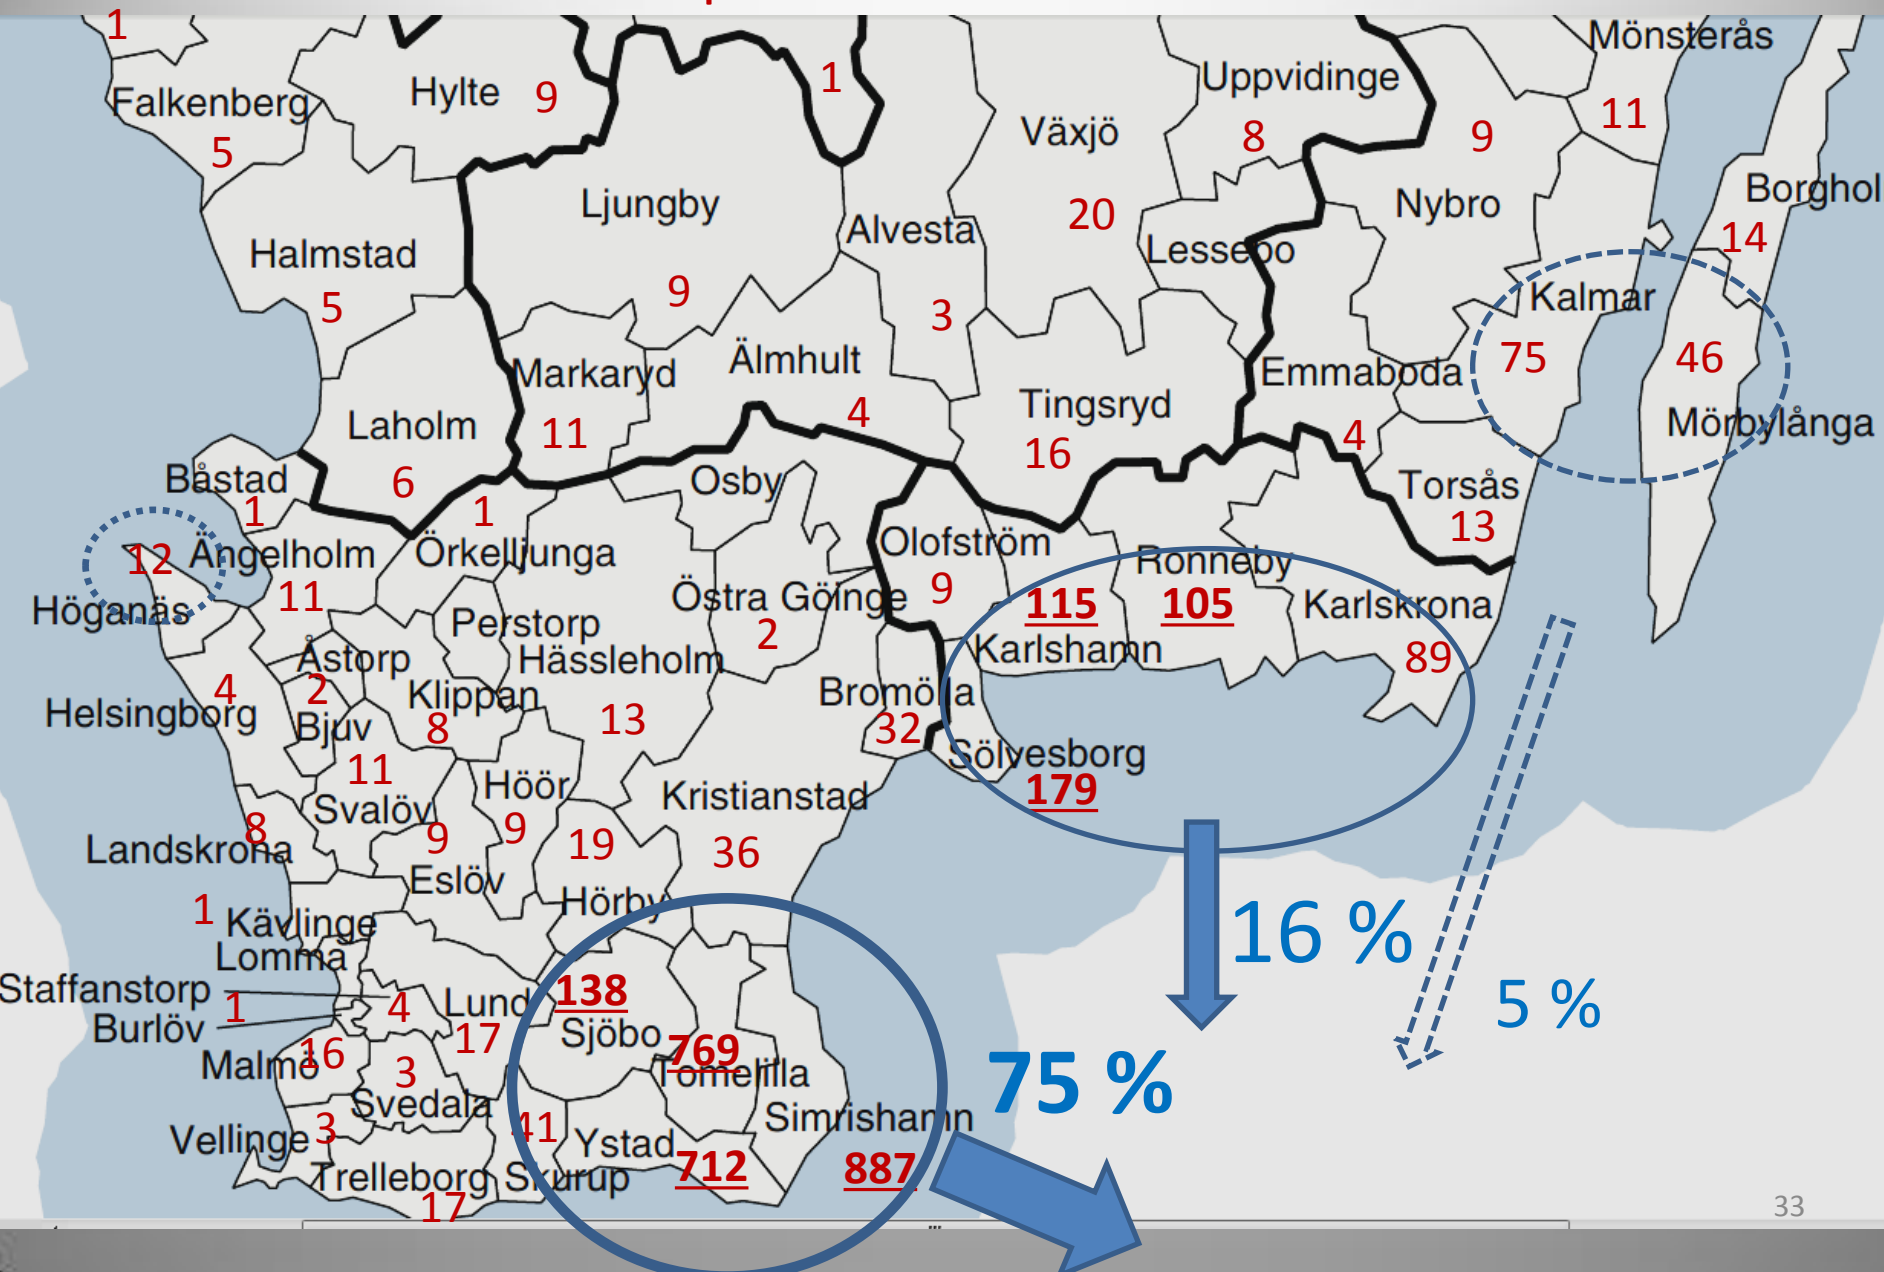 1
Mönsterås
Falkenberg
5
Hylte
9
1
Uppvidinge
8
9
11
Växjö
20
Ljungby
9
Alvesta
3
Lessebo
Nybro
Borghol
14
Halmstad
5
Kalmar
75
46
Mörbylånga
Markaryd
11
Älmhult
4
Tingsryd
16
Emmaboda
4
Laholm
6
Båstad
1
1
Osby
Torsås
13
12
Ängelholm
11
Örkelljunga
Olofström
9
Ronneby
105
115
Karlshamn
Karlskrona
89
Höganäs
Östra Göinge
2
Perstorp
Åstorp
2
Hässleholm
13
Klippan
8
Bromölla
32
4
Helsingborg
Bjuv
11
Svalöv
Sölvesborg
179
Höör
9
Kristianstad
36
8
Landskrona
9
Eslöv
19
Hörby
1
Kävlinge
Lomma
16 %
Staffanstorp
1
4
Lund
17
138
Sjöbo
5 %
Burlöv
Malmö
16
3
Svedala
769
Tomelilla
75 %
Simrishamn
887
Vellinge
3
41
Ystad
712
Trelleborg
17
Skurup
33